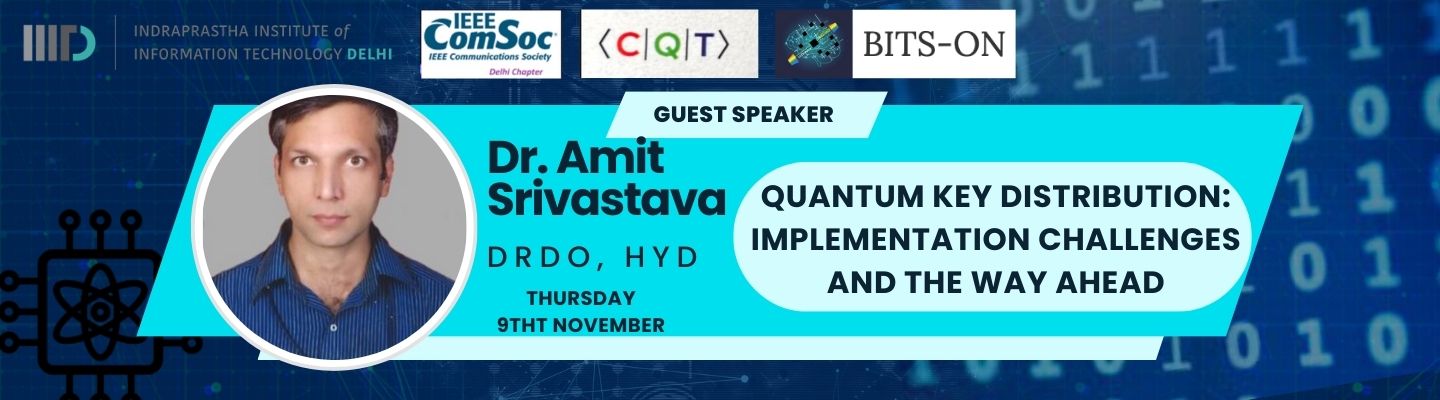 INDRAPRASTHA INSTITUTE of
INFORMATION TECHNOLOGY DELHI
IEEE
ComSoc
IEEE Communications Society
Delhi Chapter
⟨C|Q|T⟩
BITS-ON
GUEST SPEAKER
Dr. Amit
Srivastava
DRDO, HYD
THURSDAY
9THT NOVEMBER
QUANTUM KEY DISTRIBUTION:
IMPLEMENTATION CHALLENGES
AND THE WAY AHEAD